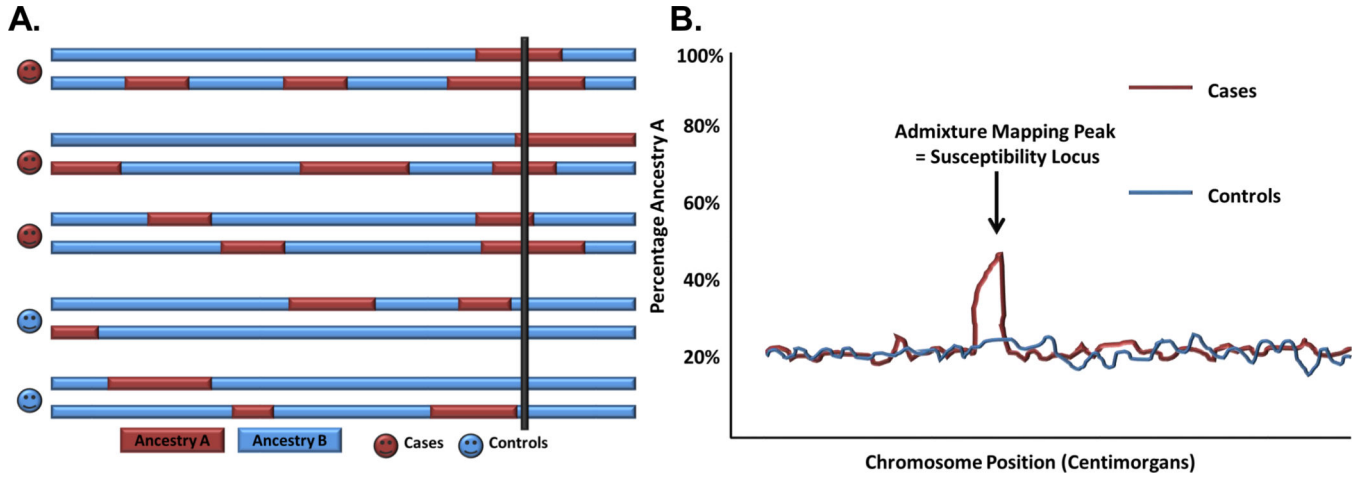 A.
Ancestry A
Ancestry B
Cases
Controls
B.
Percentage Ancestry A
100%
80%
60%
40%
20%
Admixture Mapping Peak
= Susceptibility Locus
Cases
Controls
Chromosome Position (Centimorgans)